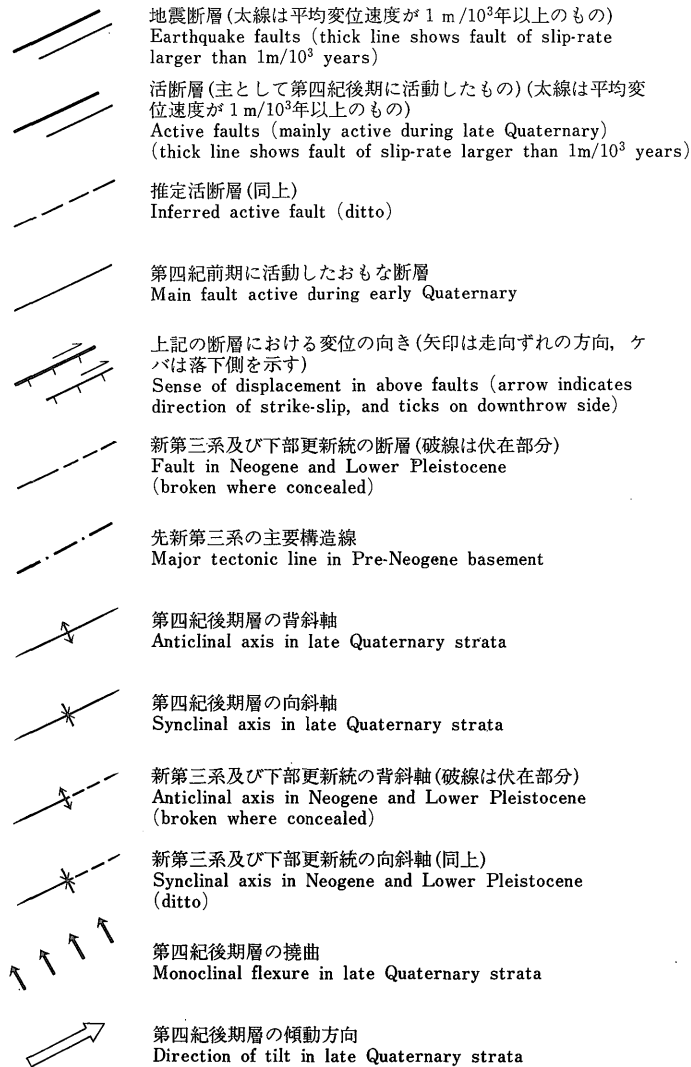 地震断層(太線は平均変位速度が1 m/10³年以上のもの)
Earthquake faults (thick line shows fault of slip-rate
larger than 1m/10³ years)
活断層(主として第四紀後期に活動したもの)(太線は平均変
位速度が1 m/10³年以上のもの)
Active faults (mainly active during late Quaternary)
(thick line shows fault of slip-rate larger than 1m/10³ years)
推定活断層(同上)
Inferred active fault (ditto)
第四紀前期に活動したおもな断層
Main fault active during early Quaternary
上記の断層における変位の向き(矢印は走向ずれの方向, ケ
バは落下側を示す)
Sense of displacement in above faults (arrow indicates
direction of strike-slip, and ticks on downthrow side)
新第三系及び下部更新統の断層(破線は伏在部分)
Fault in Neogene and Lower Pleistocene
(broken where concealed)
先新第三系の主要構造線
Major tectonic line in Pre-Neogene basement
第四紀後期層の背斜軸
Anticlinal axis in late Quaternary strata
第四紀後期層の向斜軸
Synclinal axis in late Quaternary strata
新第三系及び下部更新統の背斜軸(破線は伏在部分)
Anticlinal axis in Neogene and Lower Pleistocene
(broken where concealed)
新第三系及び下部更新統の向斜軸(同上)
Synclinal axis in Neogene and Lower Pleistocene
(ditto)
第四紀後期層の撓曲
Monoclinal flexure in late Quaternary strata
第四紀後期層の傾動方向
Direction of tilt in late Quaternary strata